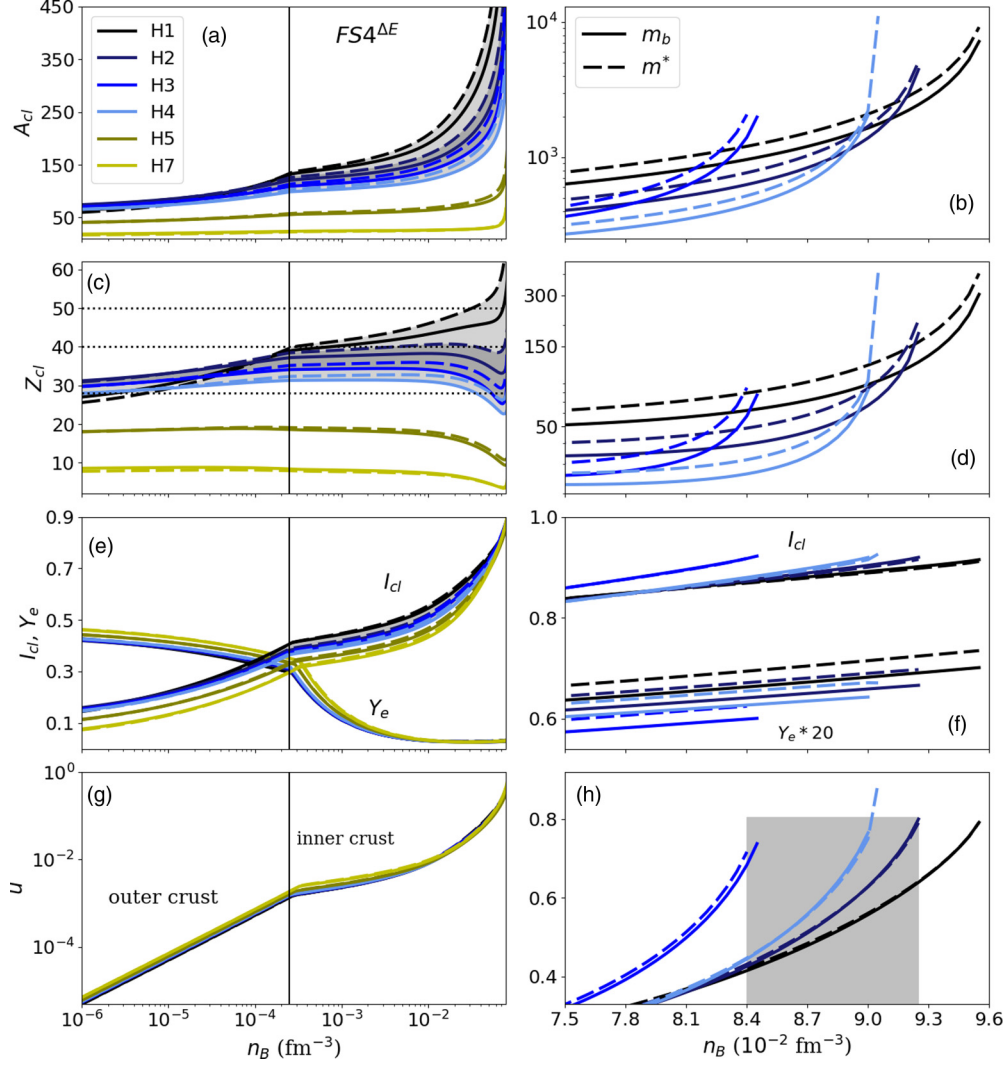 450
350
250
150
50
A_cl
H1
H2
H3
H4
H5
H7
(a)
FS4^ΔE
10^4
10^3
m_b
m*
(b)
60
50
40
30
20
10
Z_cl
(c)
300
150
50
(d)
0.9
0.7
0.5
0.3
0.1
I_cl, Y_e
(e)
I_cl
Y_e
1.0
0.8
0.6
I_cl
Y_e * 20
(f)
10^0
10^−2
10^−4
u
(g)
outer crust
inner crust
10^−6
10^−5
10^−4
10^−3
10^−2
n_B (fm^−3)
0.8
0.6
0.4
(h)
7.5
7.8
8.1
8.4
8.7
9.0
9.3
9.6
n_B (10^−2 fm^−3)